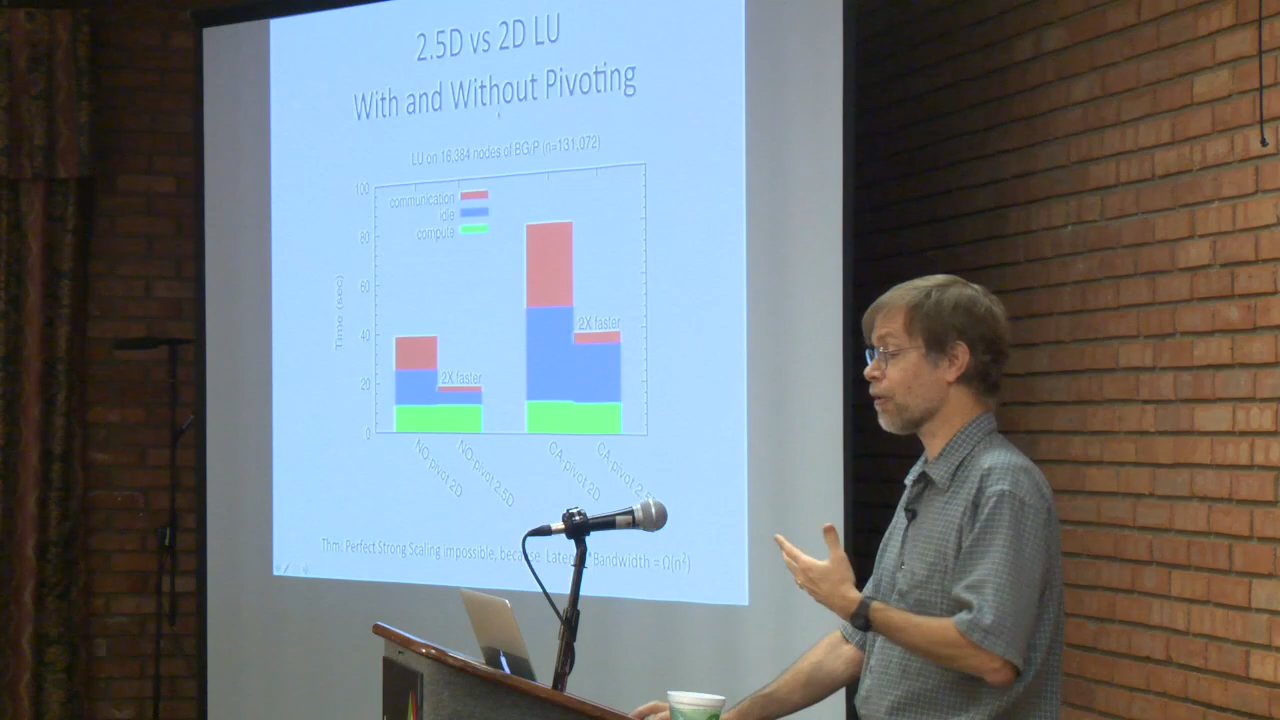 2.5D vs 2D LU
With and Without Pivoting
LU on 16,384 nodes of BG/P (n=131,072)
100
80
60
40
20
0
Time (sec)
communication
idle
compute
2X faster
2X faster
NO-pivot 2D
NO-pivot 2.5D
CA-pivot 2D
CA-pivot
Thm: Perfect Strong Scaling impossible, because Bandwidth = Ω(n²)